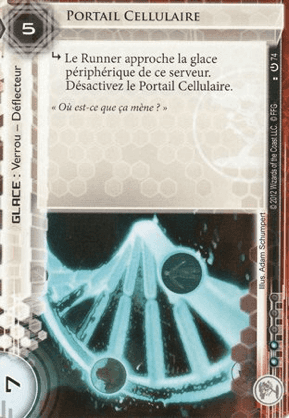 PORTAIL CELLULAIRE
5
↳ Le Runner approche la glace
périphérique de ce serveur.
Désactivez le Portail Cellulaire.
« Où est-ce que ça mène ? »
GLACE : Verrou – Déflecteur
74
© 2012 Wizards of the Coast LLC. © FFG
Illus. Adam Schumpert
7